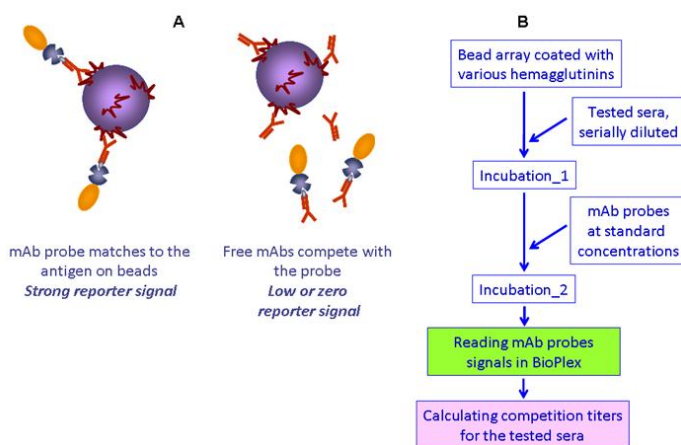 A
mAb probe matches to the
antigen on beads
Strong reporter signal
Free mAbs compete with
the probe
Low or zero
reporter signal
B
Bead array coated with
various hemagglutinins
Tested sera,
serially diluted
Incubation_1
mAb probes
at standard
concentrations
Incubation_2
Reading mAb probes
signals in BioPlex
Calculating competition titers
for the tested sera